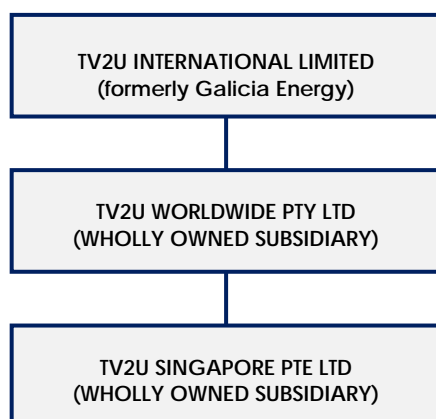 TV2U INTERNATIONAL LIMITED
(formerly Galicia Energy)
TV2U WORLDWIDE PTY LTD
(WHOLLY OWNED SUBSIDIARY)
TV2U SINGAPORE PTE LTD
(WHOLLY OWNED SUBSIDIARY)